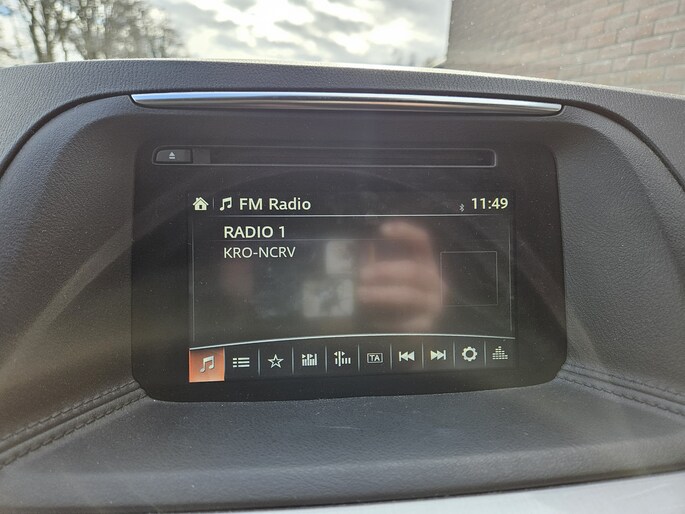 FM Radio 11:49
RADIO 1
KRO-NCRV
TA